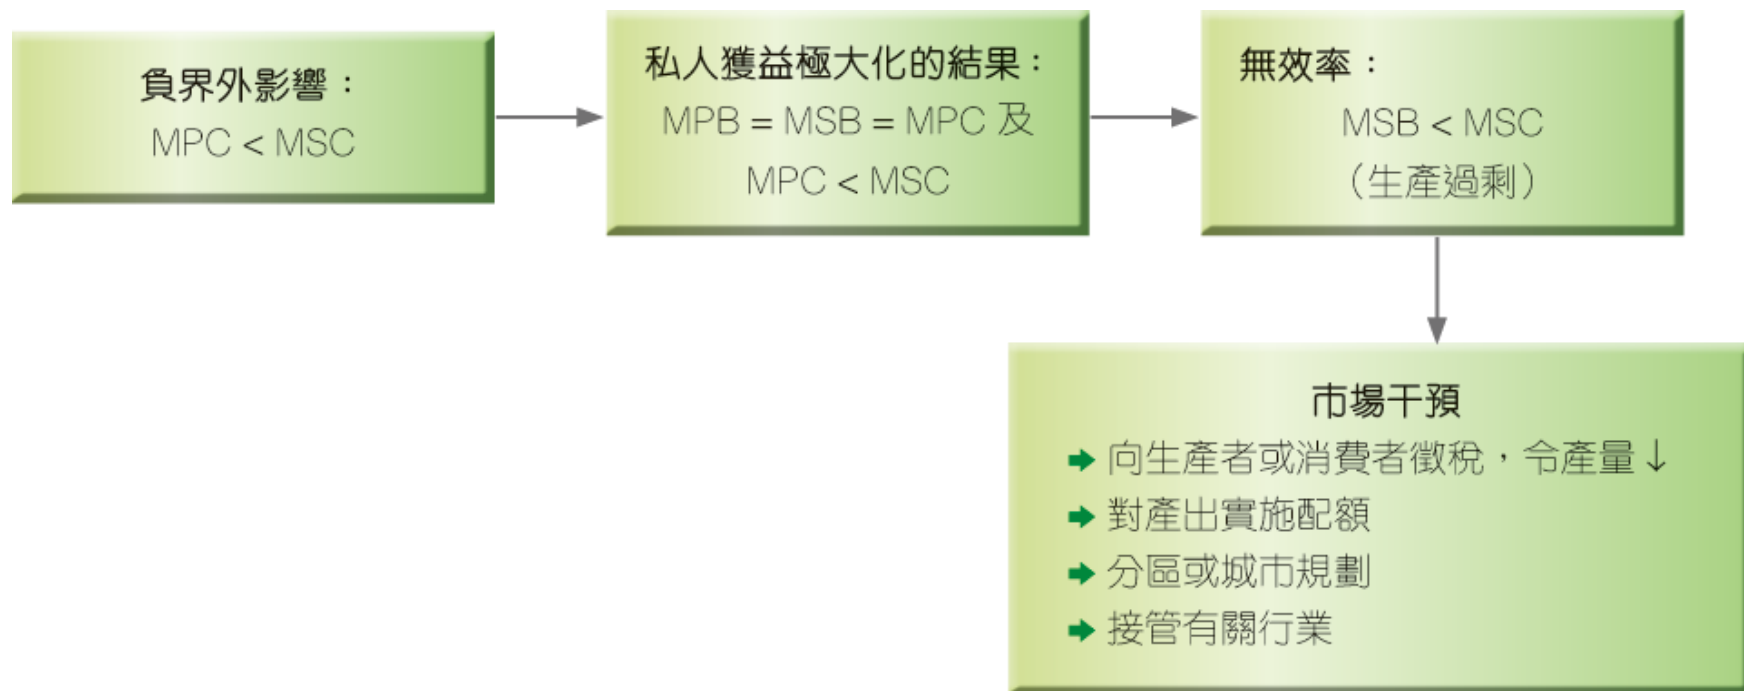 負界外影響：
MPC < MSC
私人獲益極大化的結果：
MPB = MSB = MPC 及
MPC < MSC
無效率：
MSB < MSC
（生產過剩）
市場干預
向生產者或消費者徵稅，令產量↓
對產出實施配額
分區或城市規劃
接管有關行業